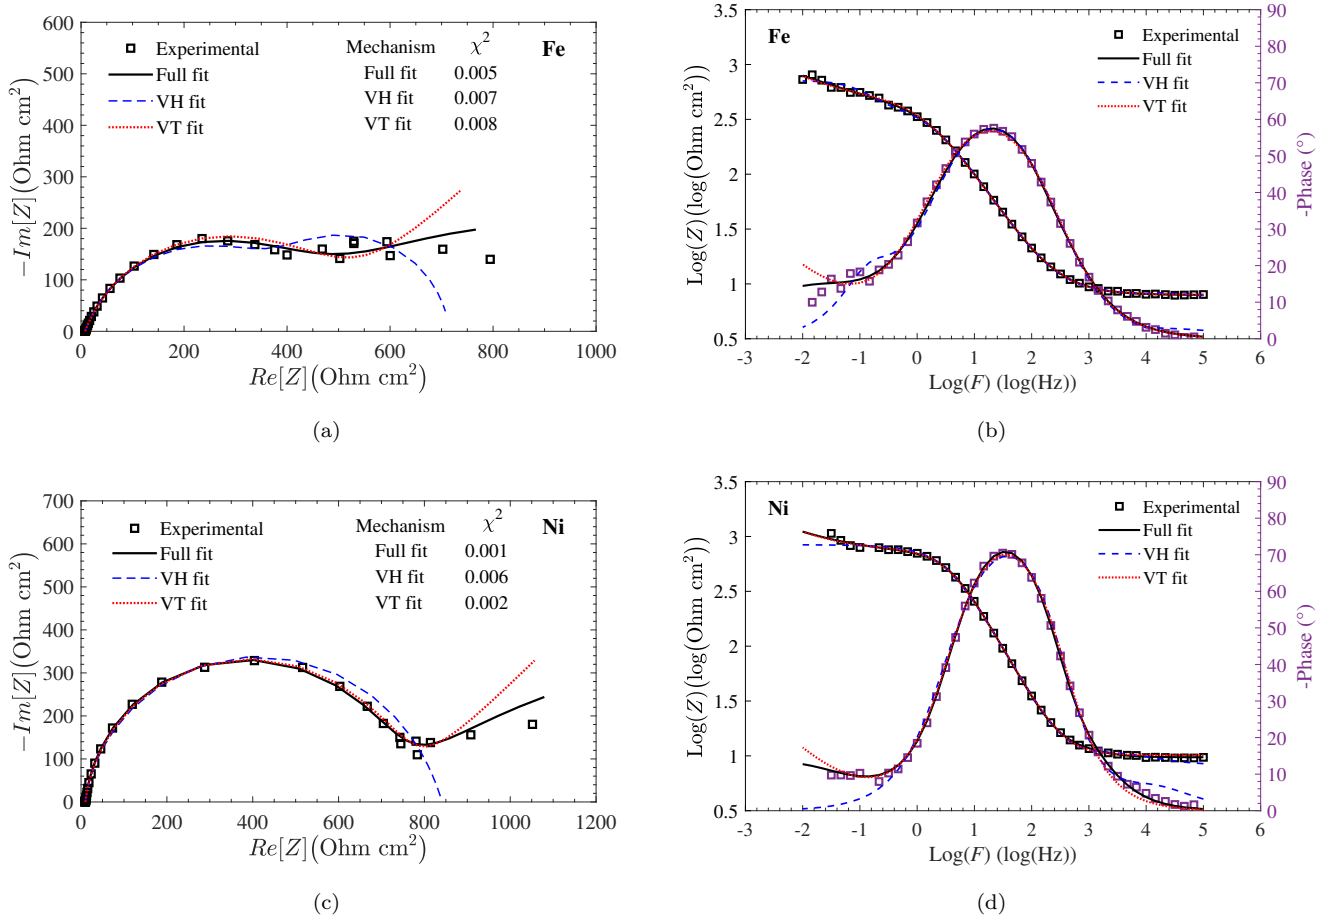 600
500
400
300
200
100
0
−Im[Z](Ohm cm²)
Experimental
Full fit
VH fit
VT fit
Mechanism χ²
Full fit 0.005
VH fit 0.007
VT fit 0.008
Fe
0 200 400 600 800 1000
Re[Z](Ohm cm²)
(a)
3.5
3
2.5
2
1.5
1
0.5
Log(Z)(log(Ohm cm²))
Fe
Experimental
Full fit
VH fit
VT fit
90
80
70
60
50
40
30
20
10
0
-Phase (°)
-3 -2 -1 0 1 2 3 4 5 6
Log(F) (log(Hz))
(b)
700
600
500
400
300
200
100
0
−Im[Z](Ohm cm²)
Experimental
Full fit
VH fit
VT fit
Mechanism χ²
Full fit 0.001
VH fit 0.006
VT fit 0.002
Ni
0 200 400 600 800 1000 1200
Re[Z](Ohm cm²)
(c)
3.5
3
2.5
2
1.5
1
0.5
Log(Z)(log(Ohm cm²))
Ni
Experimental
Full fit
VH fit
VT fit
90
80
70
60
50
40
30
20
10
0
-Phase (°)
-3 -2 -1 0 1 2 3 4 5 6
Log(F) (log(Hz))
(d)